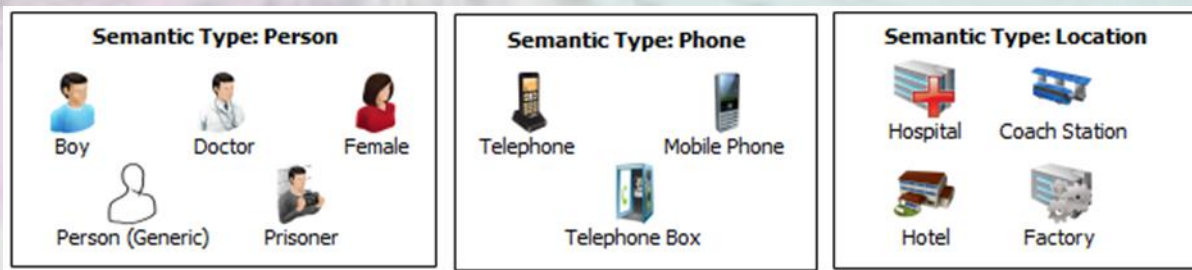 Semantic Type: Person
Boy
Doctor
Female
Person (Generic)
Prisoner
Semantic Type: Phone
Telephone
Mobile Phone
Telephone Box
Semantic Type: Location
Hospital
Coach Station
Hotel
Factory